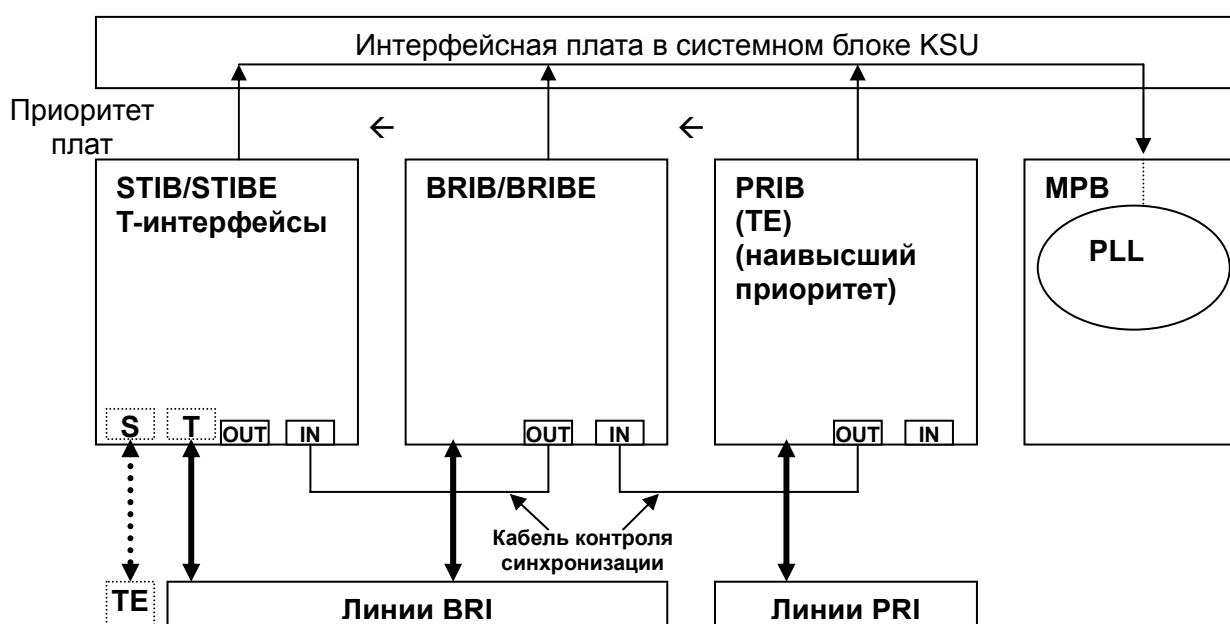 Интерфейсная плата в системном блоке KSU
Приоритет
плат
STIB/STIBE
Т-интерфейсы
BRIB/BRIBE
PRIB
(TE)
(наивысший
приоритет)
MPB
PLL
S
T
OUT
IN
OUT
IN
OUT
IN
Кабель контроля
синхронизации
TE
Линии BRI
Линии PRI